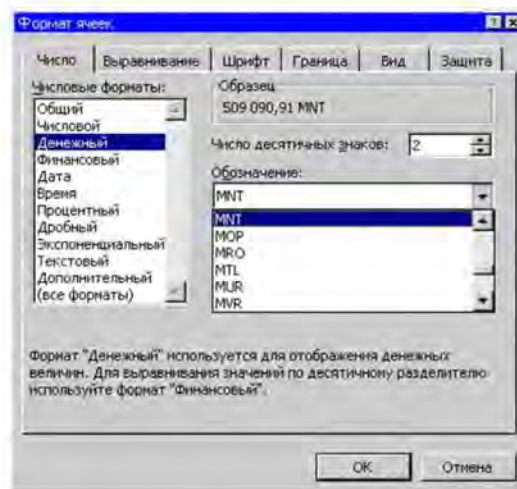 Формат ячеек
Число
Выравнивание
Шрифт
Граница
Вид
Защита
Числовые форматы:
Общий
Числовой
Денежный
Финансовый
Дата
Время
Процентный
Дробный
Экспоненциальный
Текстовый
Дополнительный
(все форматы)
Образец
509 090,91 MNT
Число десятичных знаков:
2
Обозначение:
MNT
MNT
MOP
MRO
MTL
MUR
MVR
Формат "Денежный" используется для отображения денежных
величин. Для выравнивания значений по десятичному разделителю
используйте формат "Финансовый".
OK
Отмена